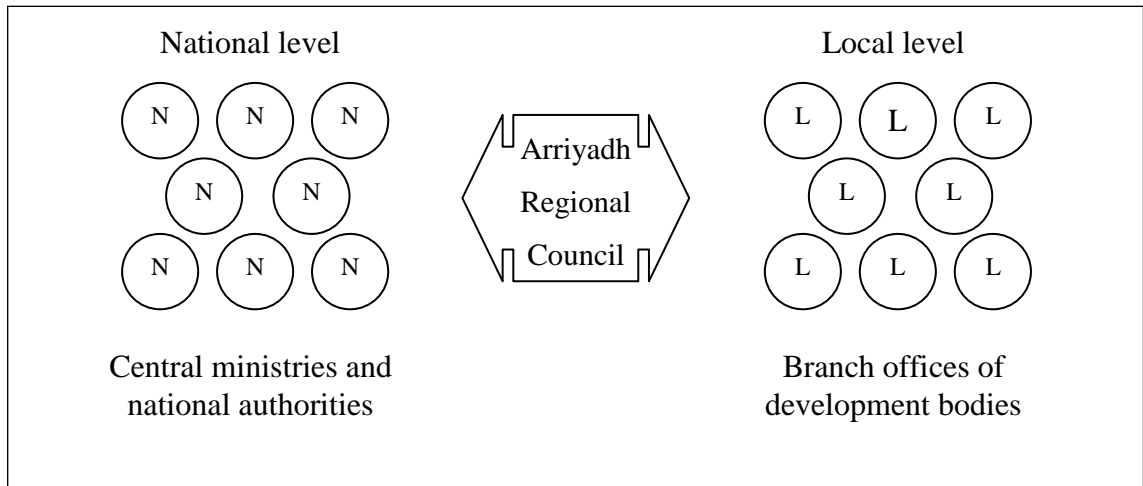 National level
Local level
N N N
L L L
Arriyadh
N N
Regional
L L
Council
N N N
L L L
Central ministries and
national authorities
Branch offices of
development bodies